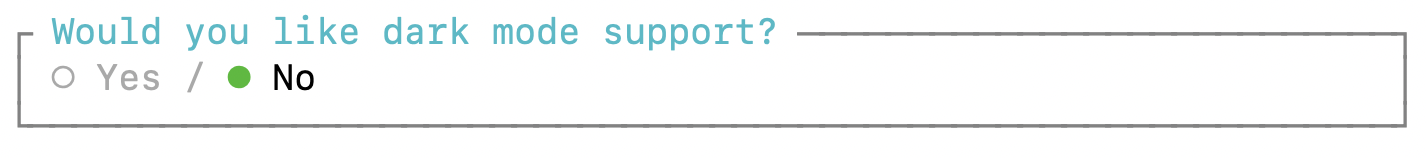 Would you like dark mode support?
○ Yes / ● No